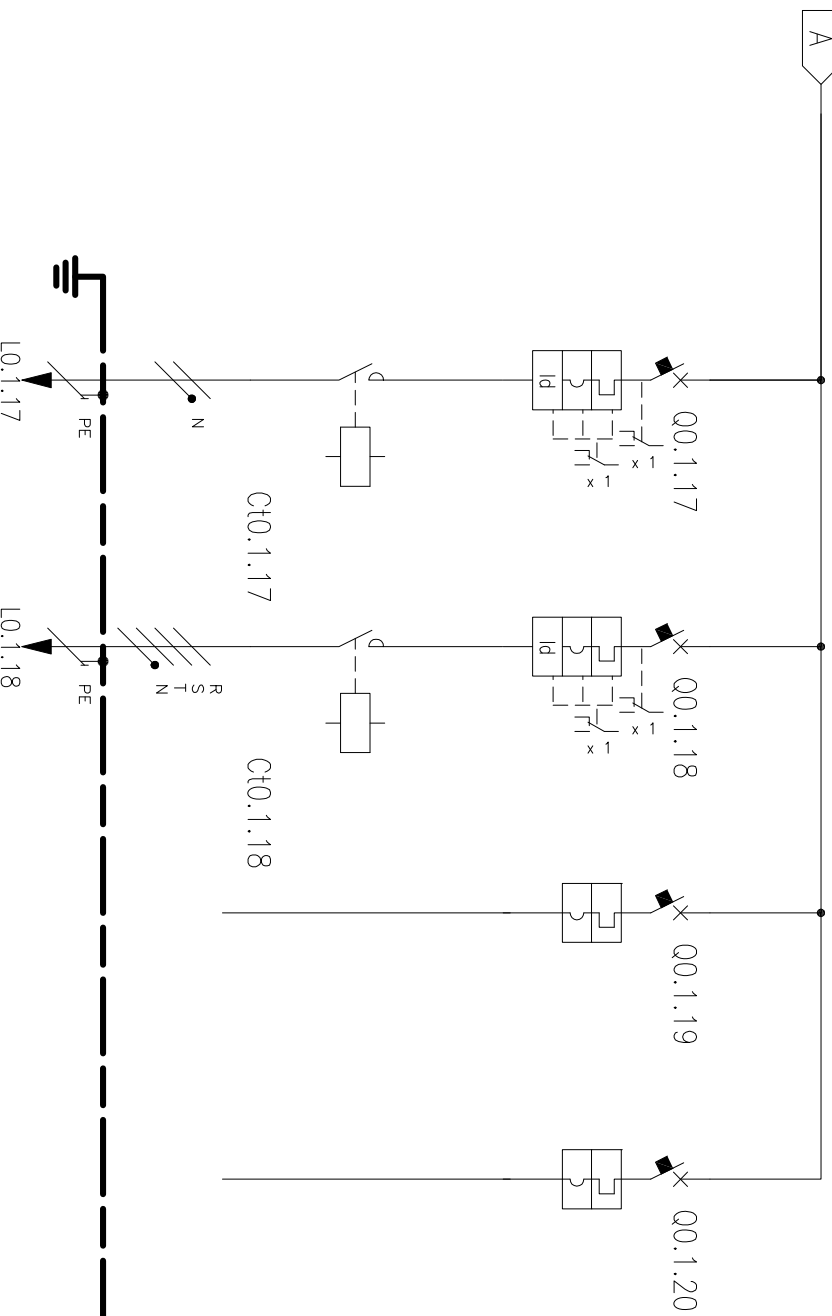 A
Q0.1.17
x 1
x 1
Id
Ct0.1.17
N
PE
L0.1.17
Q0.1.18
x 1
x 1
Id
Ct0.1.18
R
S
T
N
PE
L0.1.18
Q0.1.19
Q0.1.20